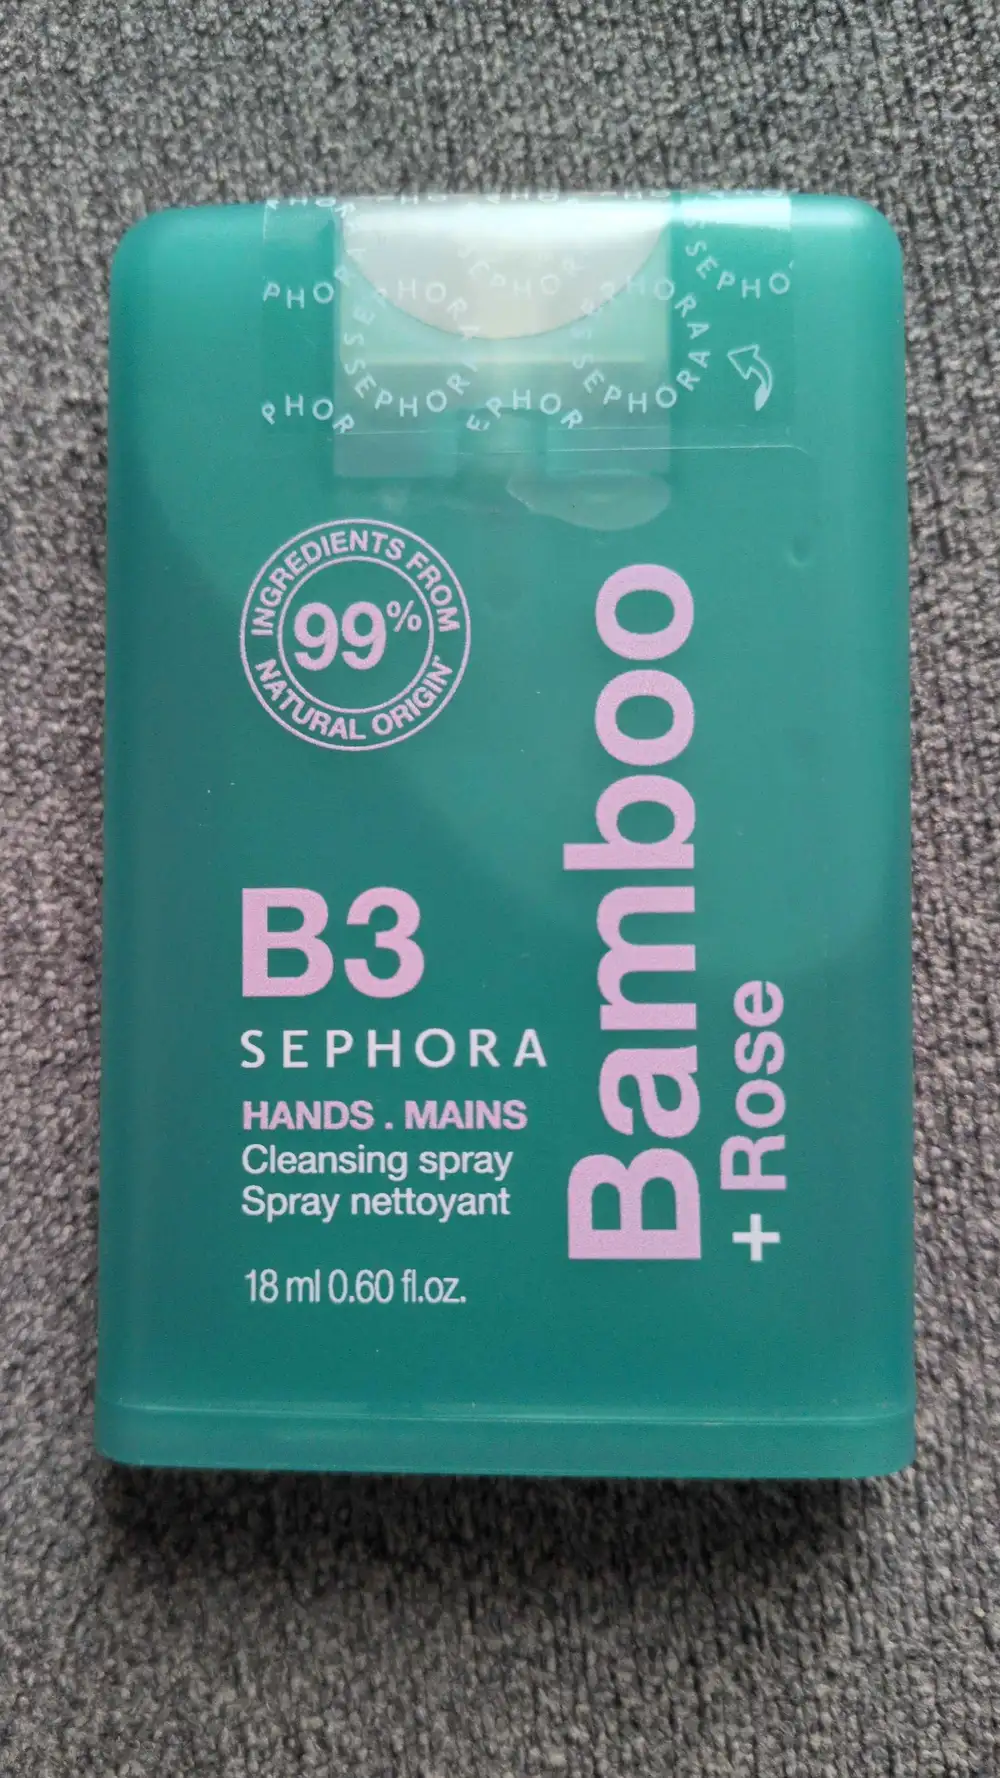 SEPHORA
INGREDIENTS FROM
99%
NATURAL ORIGIN*
Bamboo
+ Rose
B3
SEPHORA
HANDS . MAINS
Cleansing spray
Spray nettoyant
18 ml 0.60 fl.oz.